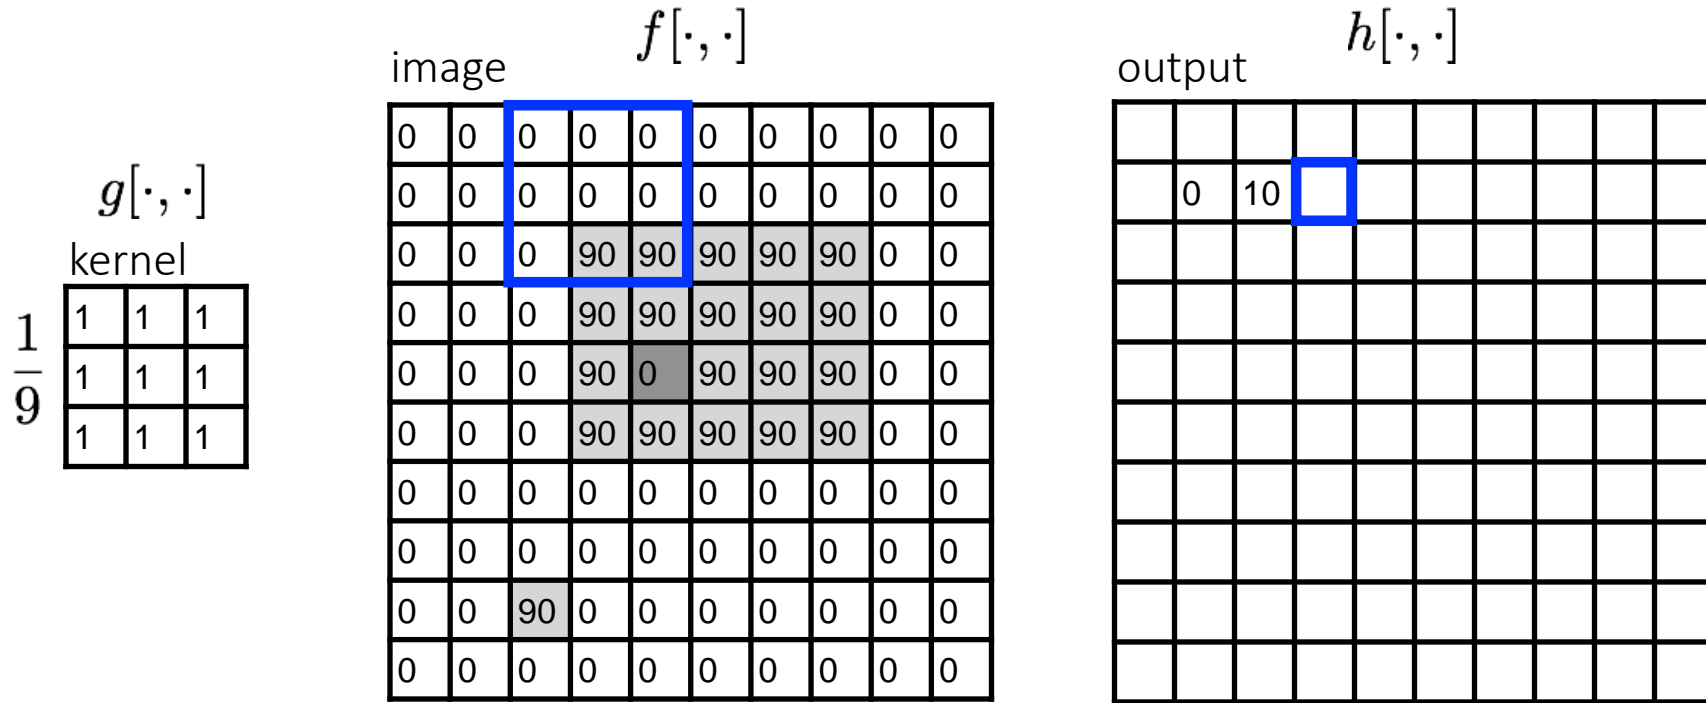 g[·, ·]
kernel
1/9
1 1 1
1 1 1
1 1 1
f[·, ·]
image
0 0 0 0 0 0 0 0 0 0
0 0 0 0 0 0 0 0 0 0
0 0 0 90 90 90 90 90 0 0
0 0 0 90 90 90 90 90 0 0
0 0 0 90 0 90 90 90 0 0
0 0 0 90 90 90 90 90 0 0
0 0 0 0 0 0 0 0 0 0
0 0 0 0 0 0 0 0 0 0
0 0 90 0 0 0 0 0 0 0
0 0 0 0 0 0 0 0 0 0
h[·, ·]
output
0 10